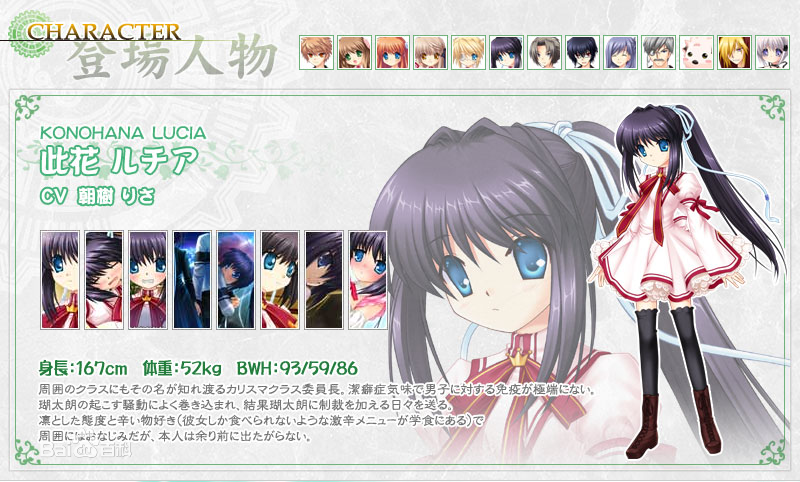 CHARACTER
登場人物
KONOHANA LUCIA
此花 ルチア
CV 朝樹 りさ
身長:167cm 体重:52kg BWH:93/59/86
周囲のクラスにもその名が知れ渡るカリスマクラス委員長。潔癖症気味で男子に対する免疫が極端にない。
瑚太朗の起こす騒動によく巻き込まれ、結果瑚太朗に制裁を加える日々を送る。
凛とした態度と辛い物好き(彼女しか食べられないような激辛メニューが学食にある)で
周囲にはおなじみだが、本人は余り前に出たがらない。
Bai百科